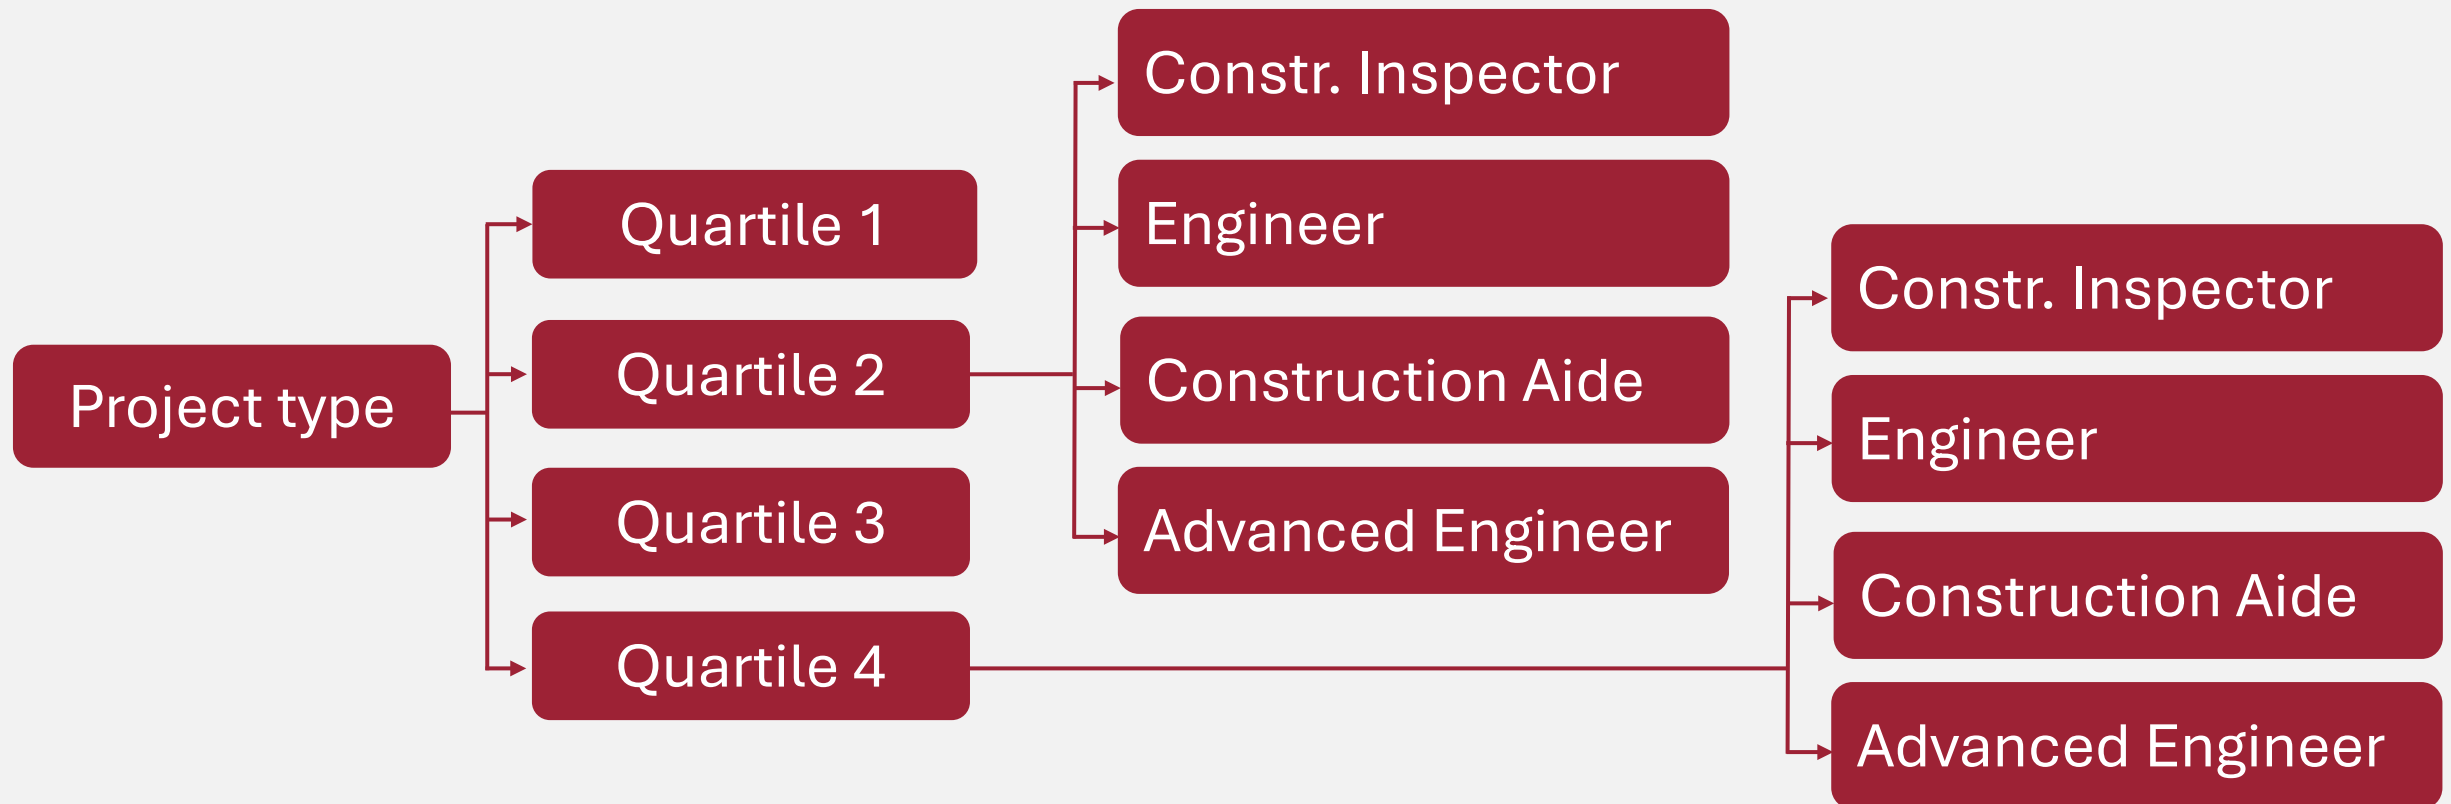 Project type
Quartile 1
Quartile 2
Quartile 3
Quartile 4
Constr. Inspector
Engineer
Construction Aide
Advanced Engineer
Constr. Inspector
Engineer
Construction Aide
Advanced Engineer